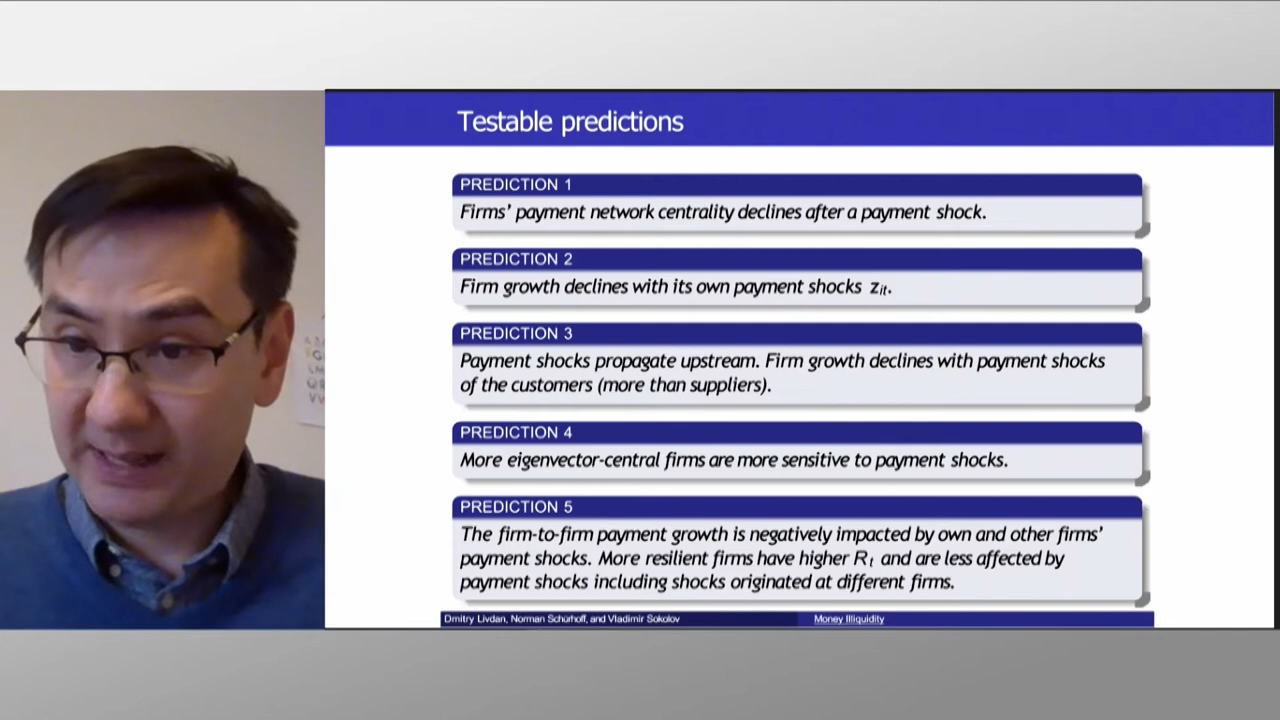 Testable predictions
PREDICTION 1
Firms' payment network centrality declines after a payment shock.
PREDICTION 2
Firm growth declines with its own payment shocks zᵢₜ.
PREDICTION 3
Payment shocks propagate upstream. Firm growth declines with payment shocks
of the customers (more than suppliers).
PREDICTION 4
More eigenvector-central firms are more sensitive to payment shocks.
PREDICTION 5
The firm-to-firm payment growth is negatively impacted by own and other firms'
payment shocks. More resilient firms have higher Rₜ and are less affected by
payment shocks including shocks originated at different firms.
Dmitry Livdan, Norman Schürhoff, and Vladimir Sokolov
Money Illiquidity